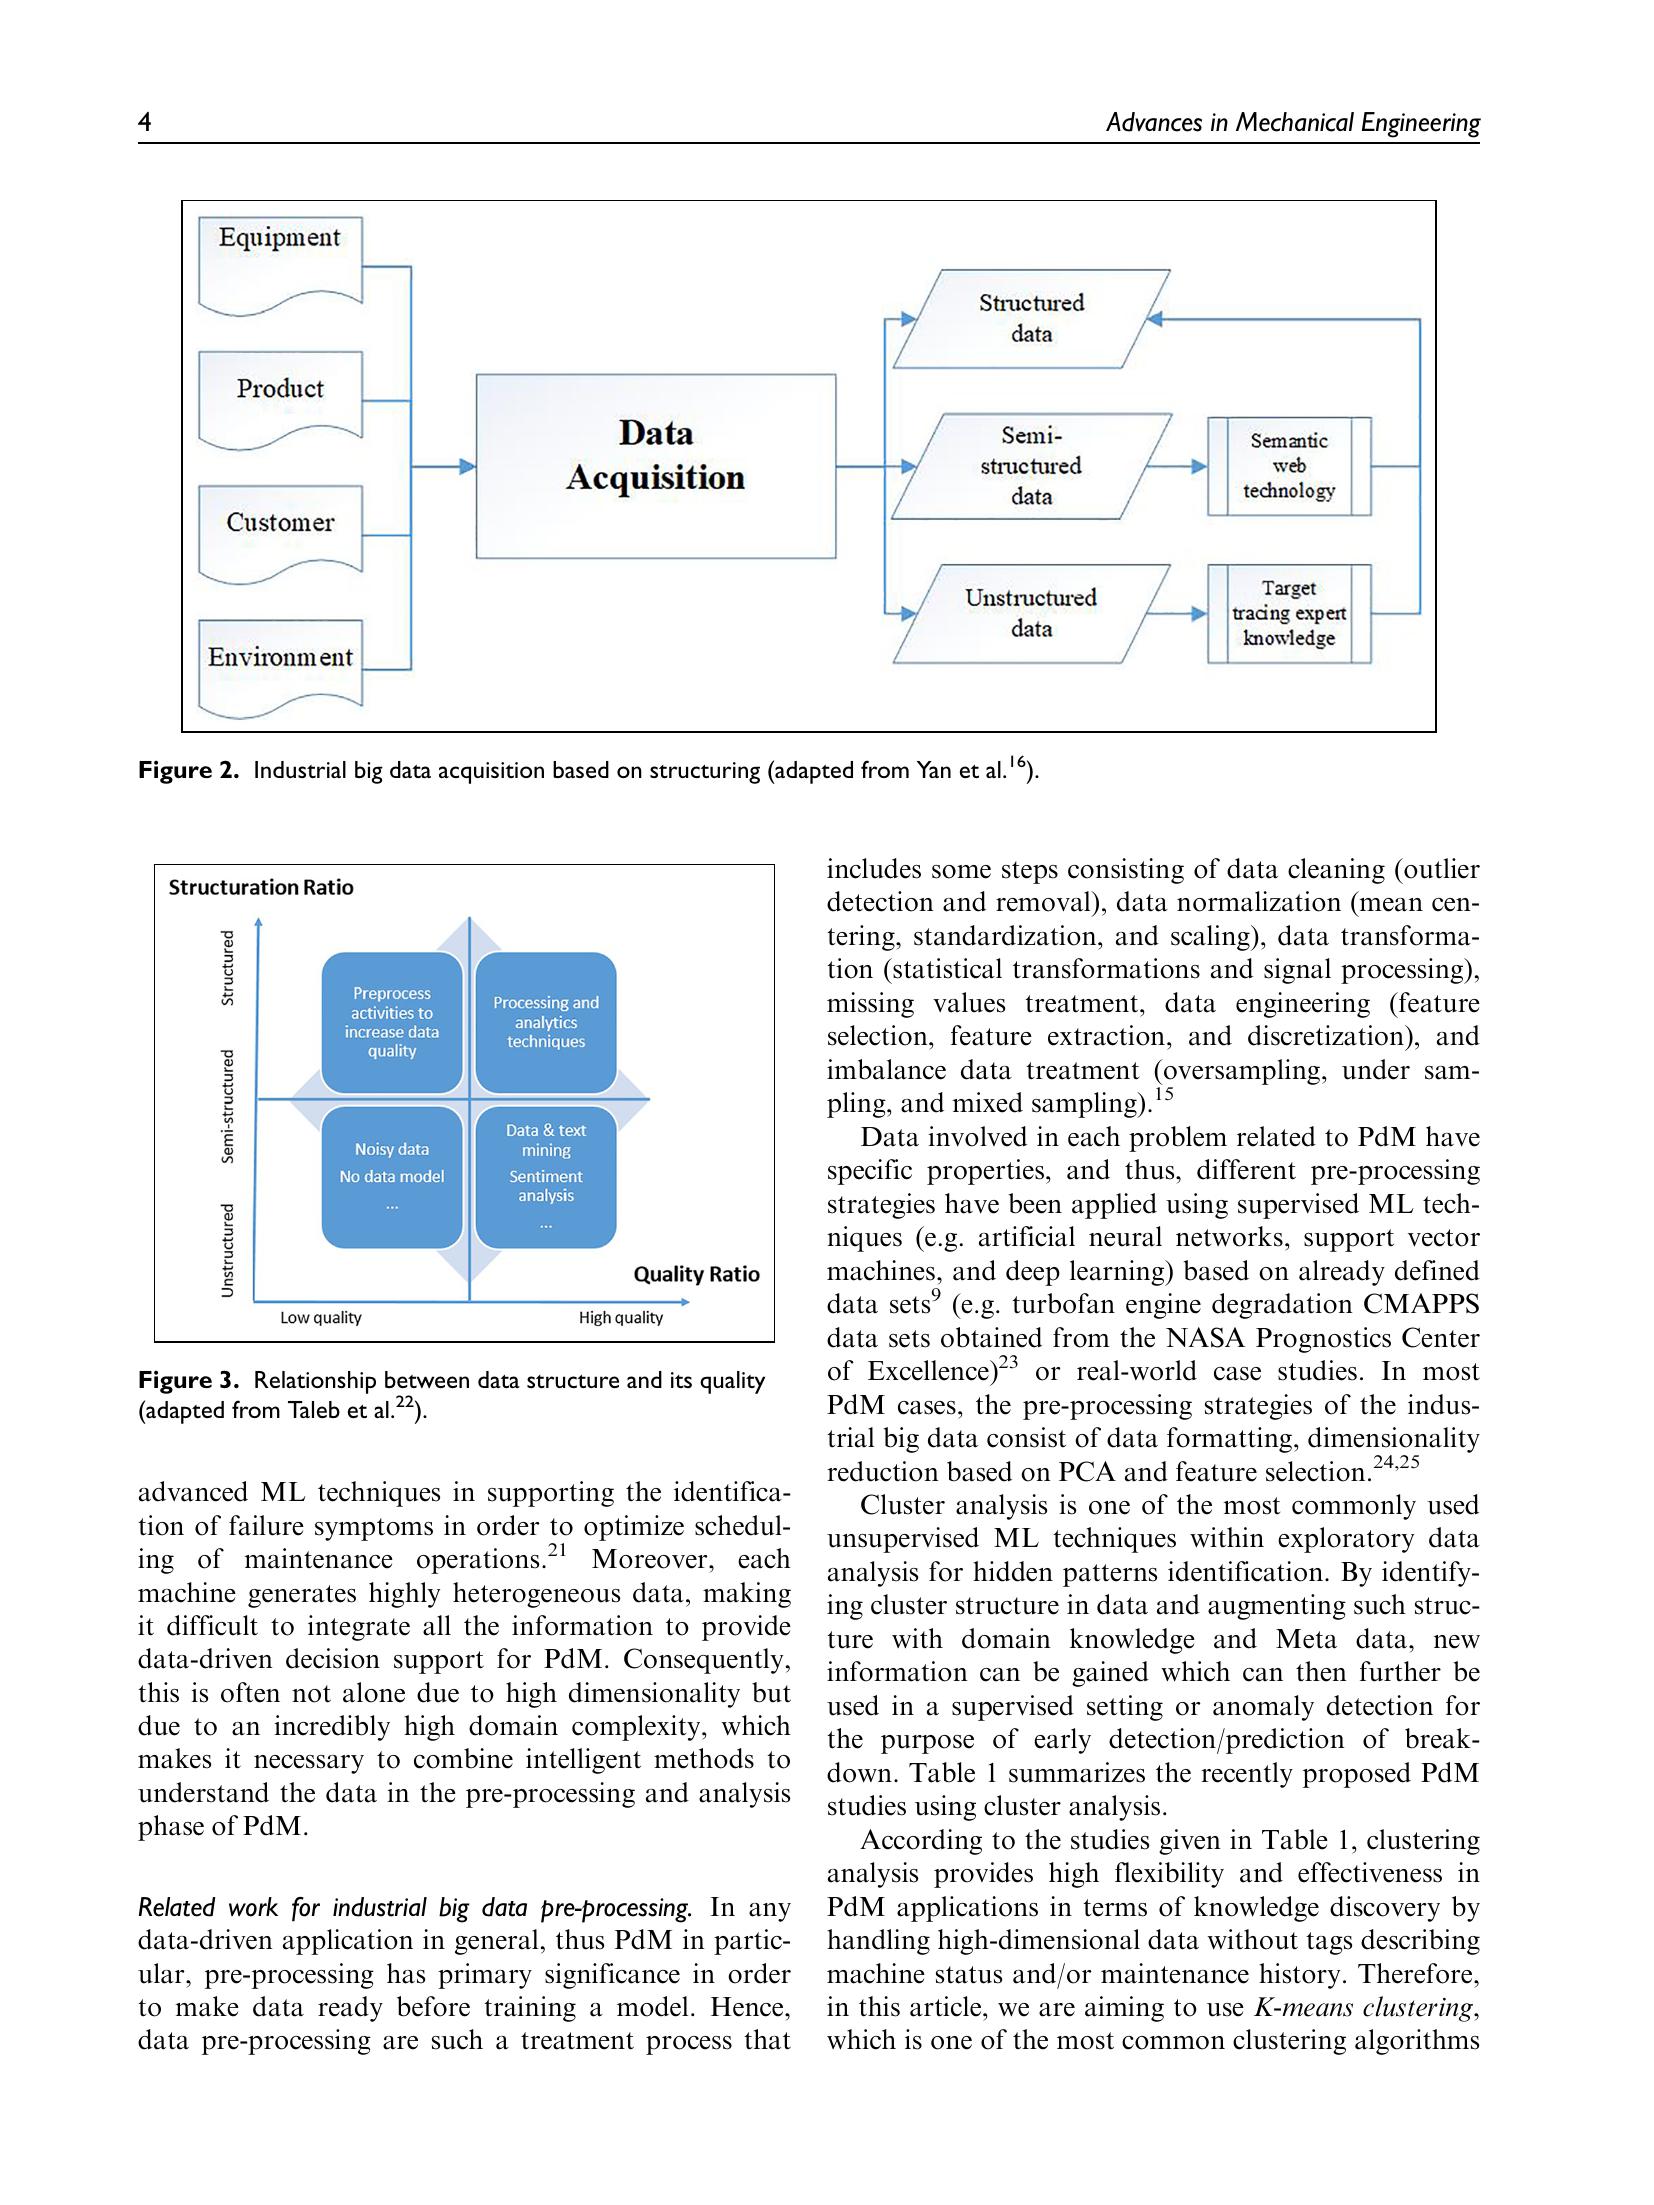 4
Advances in Mechanical Engineering
Equipment
Product
Customer
Environment
Data
Acquisition
Structured
data
Semi-
structured
data
Unstructured
data
Semantic
web
technology
Target
tracing expert
knowledge
Figure 2. Industrial big data acquisition based on structuring (adapted from Yan et al.16).
Structuration Ratio
Structured
Semi-structured
Unstructured
Preprocess
activities to
increase data
quality
Processing and
analytics
techniques
Noisy data
No data model
...
Data & text
mining
Sentiment
analysis
...
Quality Ratio
Low quality
High quality
Figure 3. Relationship between data structure and its quality
(adapted from Taleb et al.22).
advanced ML techniques in supporting the identifica-
tion of failure symptoms in order to optimize schedul-
ing of maintenance operations.21 Moreover, each
machine generates highly heterogeneous data, making
it difficult to integrate all the information to provide
data-driven decision support for PdM. Consequently,
this is often not alone due to high dimensionality but
due to an incredibly high domain complexity, which
makes it necessary to combine intelligent methods to
understand the data in the pre-processing and analysis
phase of PdM.
Related work for industrial big data pre-processing. In any
data-driven application in general, thus PdM in partic-
ular, pre-processing has primary significance in order
to make data ready before training a model. Hence,
data pre-processing are such a treatment process that
includes some steps consisting of data cleaning (outlier
detection and removal), data normalization (mean cen-
tering, standardization, and scaling), data transforma-
tion (statistical transformations and signal processing),
missing values treatment, data engineering (feature
selection, feature extraction, and discretization), and
imbalance data treatment (oversampling, under sam-
pling, and mixed sampling).15
Data involved in each problem related to PdM have
specific properties, and thus, different pre-processing
strategies have been applied using supervised ML tech-
niques (e.g. artificial neural networks, support vector
machines, and deep learning) based on already defined
data sets9 (e.g. turbofan engine degradation CMAPPS
data sets obtained from the NASA Prognostics Center
of Excellence)23 or real-world case studies. In most
PdM cases, the pre-processing strategies of the indus-
trial big data consist of data formatting, dimensionality
reduction based on PCA and feature selection.24,25
Cluster analysis is one of the most commonly used
unsupervised ML techniques within exploratory data
analysis for hidden patterns identification. By identify-
ing cluster structure in data and augmenting such struc-
ture with domain knowledge and Meta data, new
information can be gained which can then further be
used in a supervised setting or anomaly detection for
the purpose of early detection/prediction of break-
down. Table 1 summarizes the recently proposed PdM
studies using cluster analysis.
According to the studies given in Table 1, clustering
analysis provides high flexibility and effectiveness in
PdM applications in terms of knowledge discovery by
handling high-dimensional data without tags describing
machine status and/or maintenance history. Therefore,
in this article, we are aiming to use K-means clustering,
which is one of the most common clustering algorithms